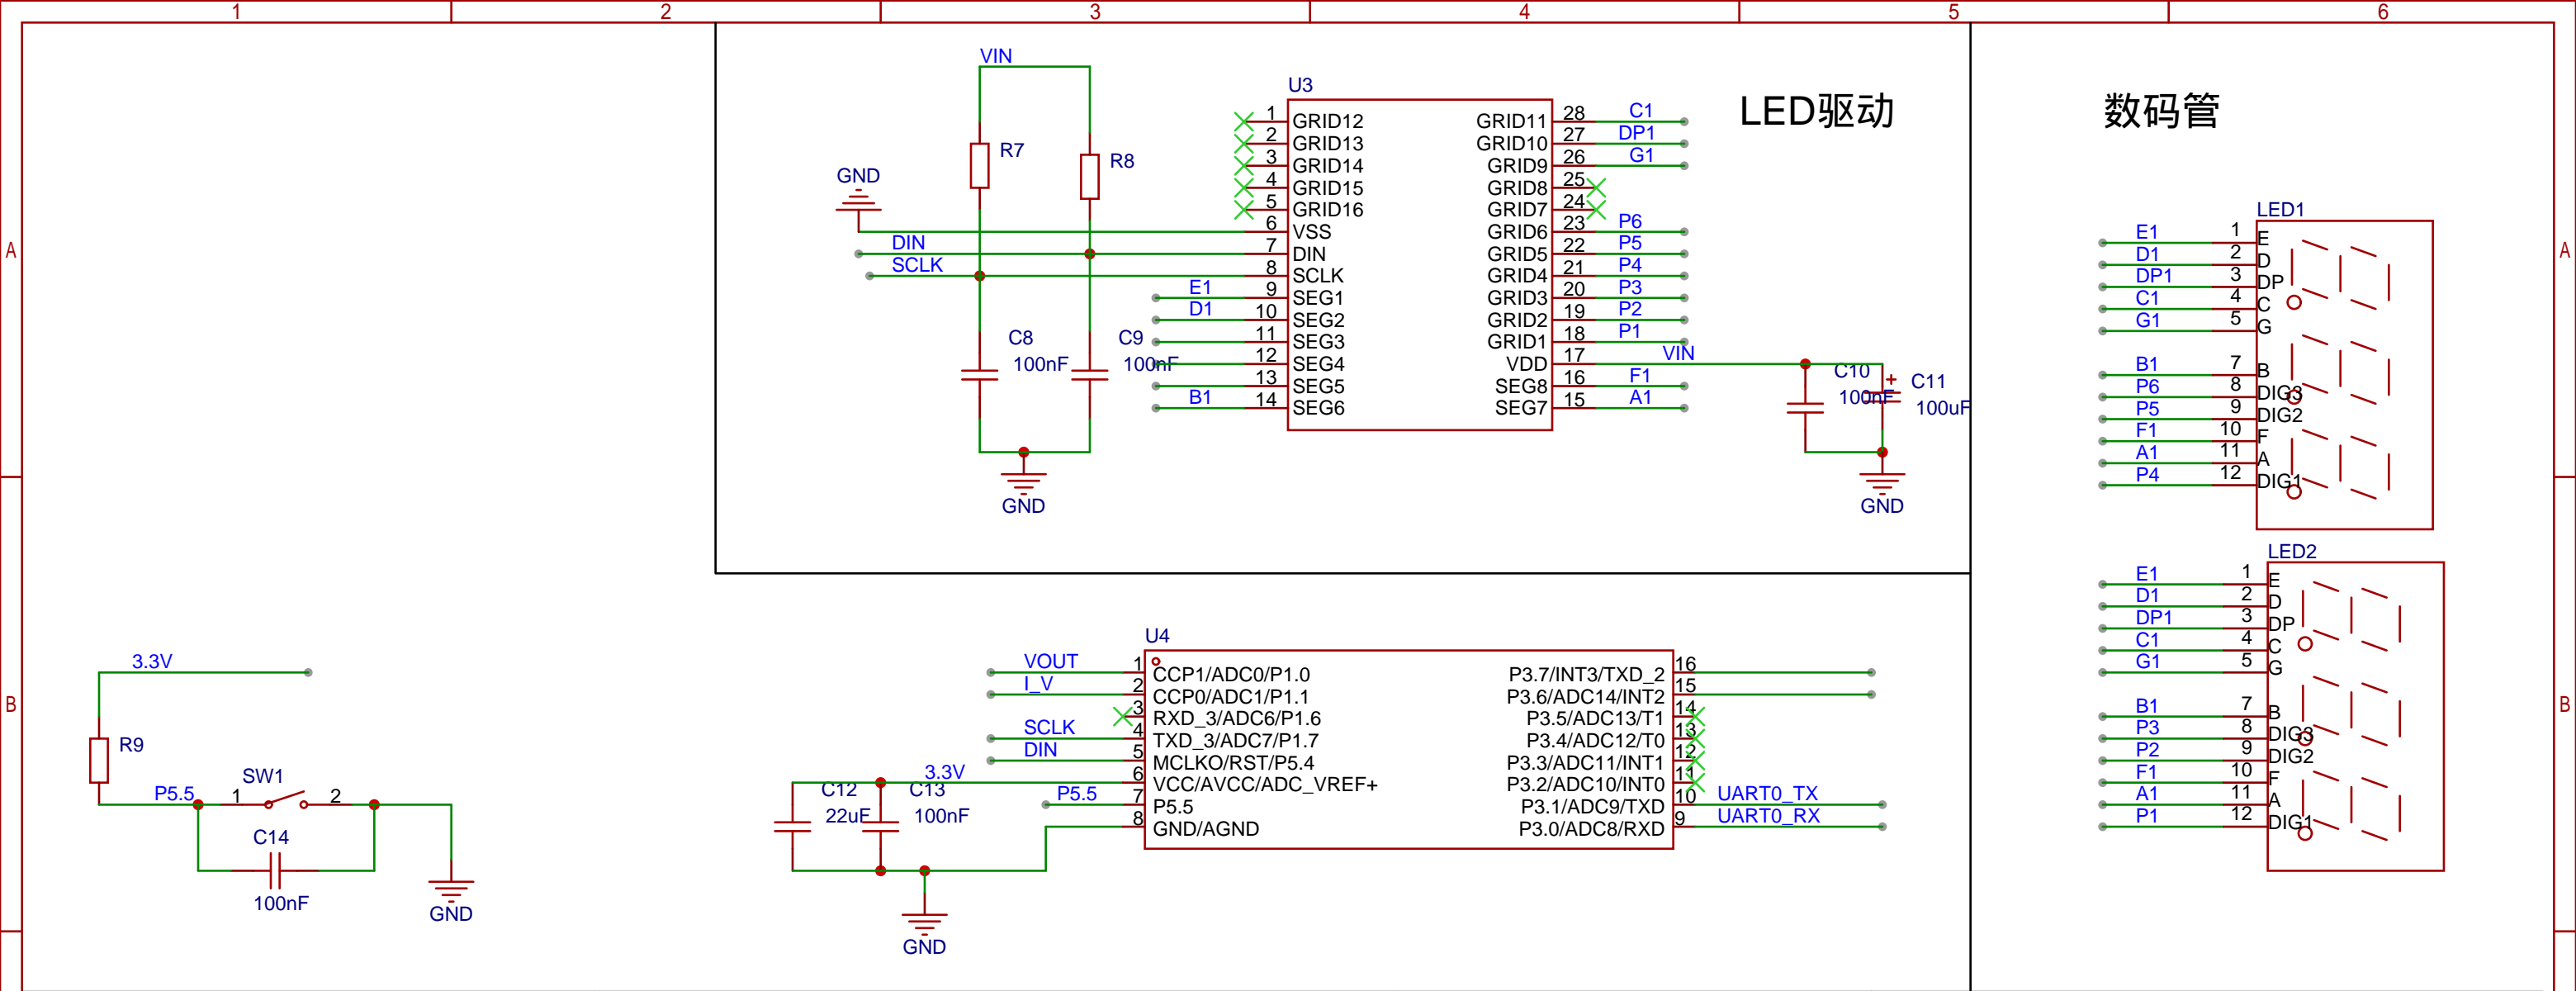 1 2 3 4 5 6
A
B
A
B
LED驱动
数码管
VIN
R7
R8
GND
DIN
SCLK
E1
D1
B1
C8
100nF
C9
100nF
GND
U3
1 GRID12
2 GRID13
3 GRID14
4 GRID15
5 GRID16
6 VSS
7 DIN
8 SCLK
9 SEG1
10 SEG2
11 SEG3
12 SEG4
13 SEG5
14 SEG6
GRID11 28 C1
GRID10 27 DP1
GRID9 26 G1
GRID8 25
GRID7 24
GRID6 23 P6
GRID5 22 P5
GRID4 21 P4
GRID3 20 P3
GRID2 19 P2
GRID1 18 P1
VDD 17 VIN
SEG8 16 F1
SEG7 15 A1
C10
100nF
+
C11
100uF
GND
LED1
E1 1 E
D1 2 D
DP1 3 DP
C1 4 C
G1 5 G
B1 7 B
P6 8 DIG3
P5 9 DIG2
F1 10 F
A1 11 A
P4 12 DIG1
LED2
E1 1 E
D1 2 D
DP1 3 DP
C1 4 C
G1 5 G
B1 7 B
P3 8 DIG3
P2 9 DIG2
F1 10 F
A1 11 A
P1 12 DIG1
3.3V
R9
P5.5
SW1
1 2
C14
100nF
GND
U4
VOUT 1 CCP1/ADC0/P1.0
I_V 2 CCP0/ADC1/P1.1
3 RXD_3/ADC6/P1.6
SCLK 4 TXD_3/ADC7/P1.7
DIN 5 MCLKO/RST/P5.4
3.3V 6 VCC/AVCC/ADC_VREF+
P5.5 7 P5.5
8 GND/AGND
P3.7/INT3/TXD_2 16
P3.6/ADC14/INT2 15
P3.5/ADC13/T1 14
P3.4/ADC12/T0 13
P3.3/ADC11/INT1 12
P3.2/ADC10/INT0 11
P3.1/ADC9/TXD 10 UART0_TX
P3.0/ADC8/RXD 9 UART0_RX
C12
22uF
C13
100nF
GND